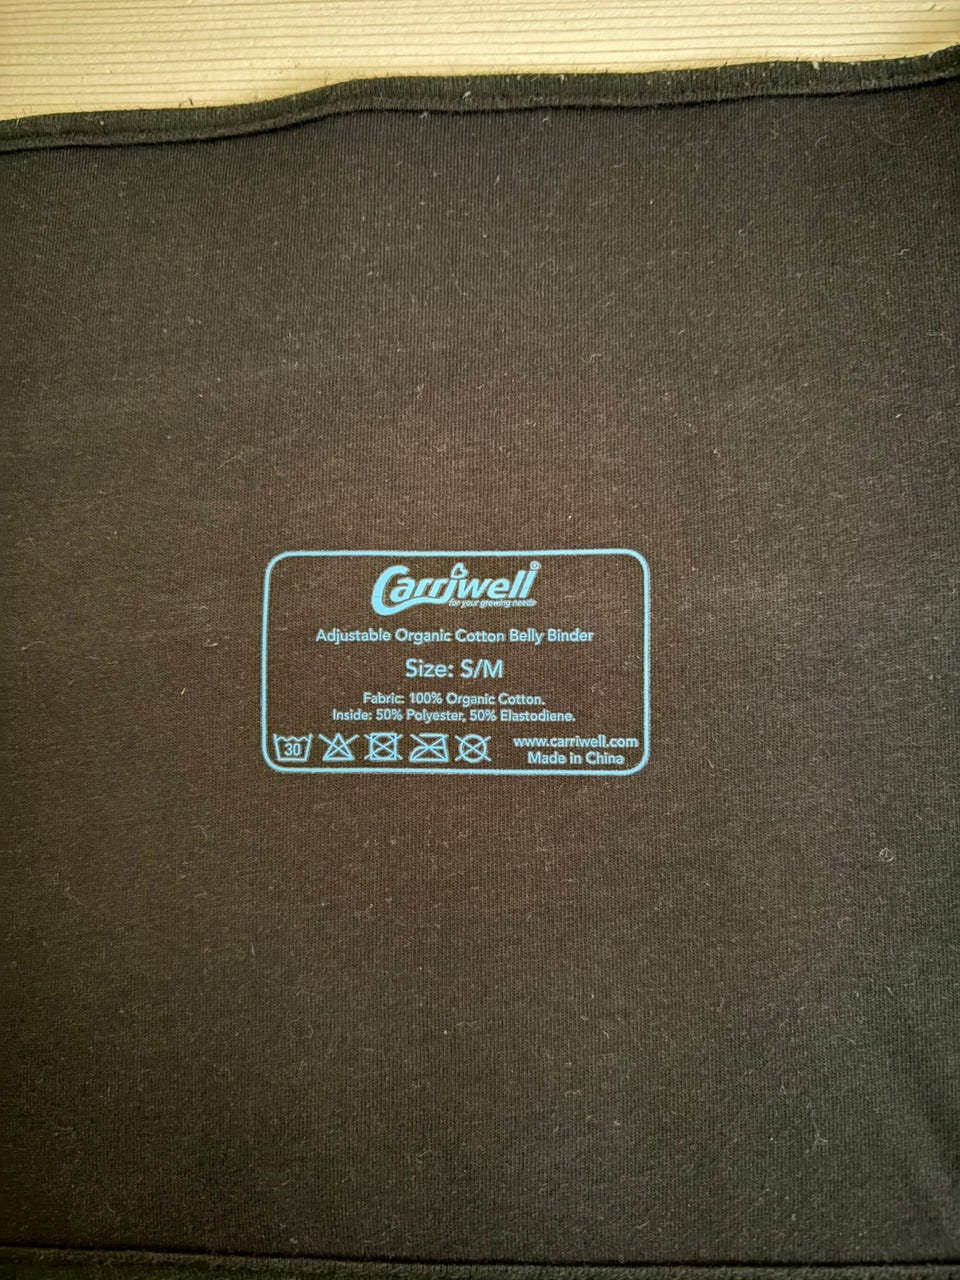 Carriwell®
for your growing needs
Adjustable Organic Cotton Belly Binder
Size: S/M
Fabric: 100% Organic Cotton.
Inside: 50% Polyester, 50% Elastodiene.
30
www.carriwell.com
Made in China